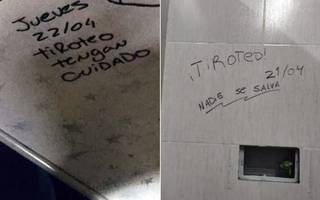 Jueves
22/04
tiroteo
tengan
CUIDADO
¡TiROTEO!
21/04
NADIE SE SALVA